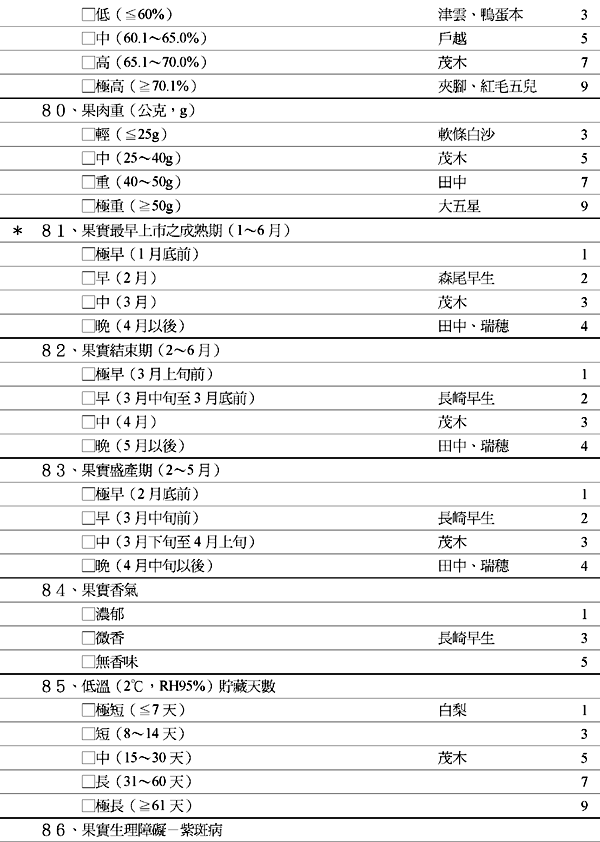 □低（≦60%） 津雲、鴨蛋本 3
□中（60.1～65.0%） 戶越 5
□高（65.1～70.0%） 茂木 7
□極高（≧70.1%） 夾腳、紅毛五兒 9
８０、果肉重（公克，g）
□輕（≦25g） 軟條白沙 3
□中（25～40g） 茂木 5
□重（40～50g） 田中 7
□極重（≧50g） 大五星 9
＊ ８１、果實最早上市之成熟期（1～6 月）
□極早（1 月底前） 1
□早（2 月） 森尾早生 2
□中（3 月） 茂木 3
□晚（4 月以後） 田中、瑞穗 4
８２、果實結束期（2～6 月）
□極早（3 月上旬前） 1
□早（3 月中旬至 3 月底前） 長崎早生 2
□中（4 月） 茂木 3
□晚（5 月以後） 田中、瑞穗 4
８３、果實盛產期（2～5 月）
□極早（2 月底前） 1
□早（3 月中旬前） 長崎早生 2
□中（3 月下旬至 4 月上旬） 茂木 3
□晚（4 月中旬以後） 田中、瑞穗 4
８４、果實香氣
□濃郁 1
□微香 長崎早生 3
□無香味 5
８５、低溫（2℃，RH95%）貯藏天數
□極短（≦7 天） 白梨 1
□短（8～14 天） 3
□中（15～30 天） 茂木 5
□長（31～60 天） 7
□極長（≧61 天） 9
８６、果實生理障礙－紫斑病